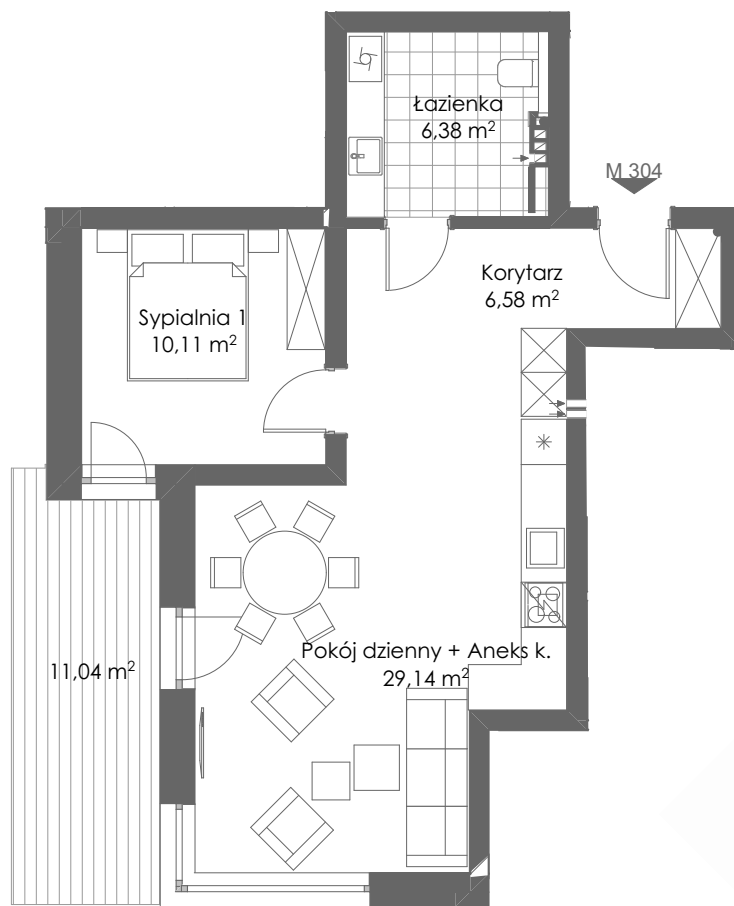 Łazienka
6,38 m²
M 304
Korytarz
6,58 m²
Sypialnia 1
10,11 m²
Pokój dzienny + Aneks k.
29,14 m²
11,04 m²